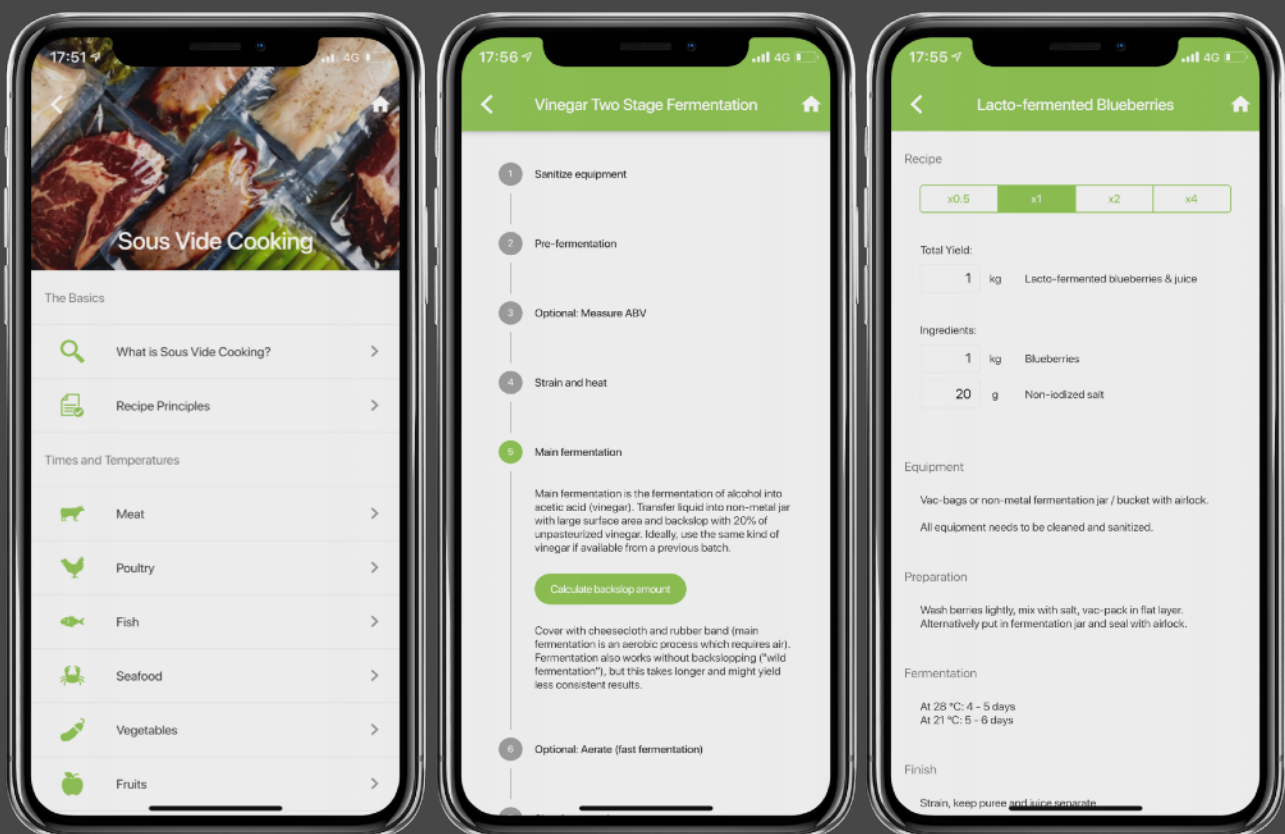 17:51
4G
Sous Vide Cooking
The Basics
What is Sous Vide Cooking?
Recipe Principles
Times and Temperatures
Meat
Poultry
Fish
Seafood
Vegetables
Fruits
17:56
4G
Vinegar Two Stage Fermentation
1 Sanitize equipment
2 Pre-fermentation
3 Optional: Measure ABV
4 Strain and heat
5 Main fermentation
Main fermentation is the fermentation of alcohol into
acetic acid (vinegar). Transfer liquid into non-metal jar
with large surface area and backslop with 20% of
unpasteurized vinegar. Ideally, use the same kind of
vinegar if available from a previous batch.
Calculate backslop amount
Cover with cheesecloth and rubber band (main
fermentation is an aerobic process which requires air).
Fermentation also works without backslopping ("wild
fermentation"), but this takes longer and might yield
less consistent results.
6 Optional: Aerate (fast fermentation)
17:55
4G
Lacto-fermented Blueberries
Recipe
x0.5 x1 x2 x4
Total Yield:
1 kg Lacto-fermented blueberries & juice
Ingredients:
1 kg Blueberries
20 g Non-iodized salt
Equipment
Vac-bags or non-metal fermentation jar / bucket with airlock.
All equipment needs to be cleaned and sanitized.
Preparation
Wash berries lightly, mix with salt, vac-pack in flat layer.
Alternatively put in fermentation jar and seal with airlock.
Fermentation
At 28 °C: 4 - 5 days
At 21 °C: 5 - 6 days
Finish
Strain, keep puree and juice separate